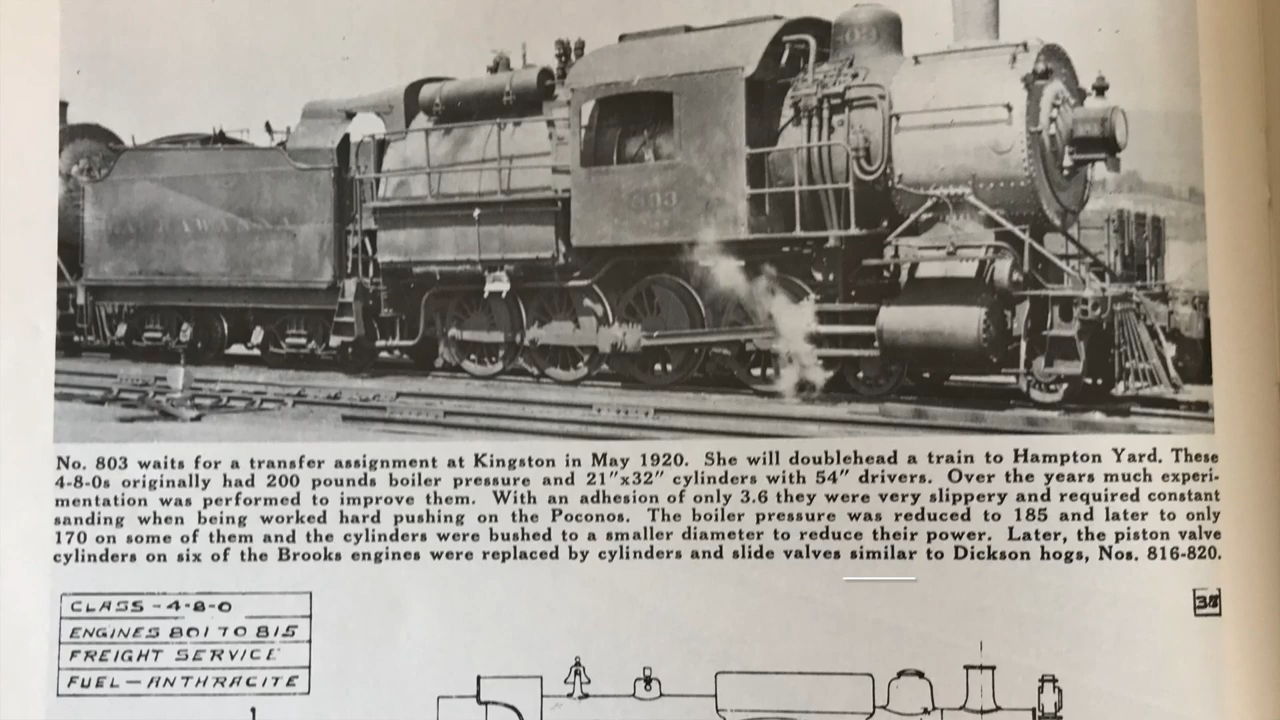 803
803
No. 803 waits for a transfer assignment at Kingston in May 1920. She will doublehead a train to Hampton Yard. These
4-8-0s originally had 200 pounds boiler pressure and 21"x32" cylinders with 54" drivers. Over the years much experi-
mentation was performed to improve them. With an adhesion of only 3.6 they were very slippery and required constant
sanding when being worked hard pushing on the Poconos. The boiler pressure was reduced to 185 and later to only
170 on some of them and the cylinders were bushed to a smaller diameter to reduce their power. Later, the piston valve
cylinders on six of the Brooks engines were replaced by cylinders and slide valves similar to Dickson hogs, Nos. 816-820.
38
CLASS - 4-8-0
ENGINES 801 TO 815
FREIGHT SERVICE
FUEL — ANTHRACITE